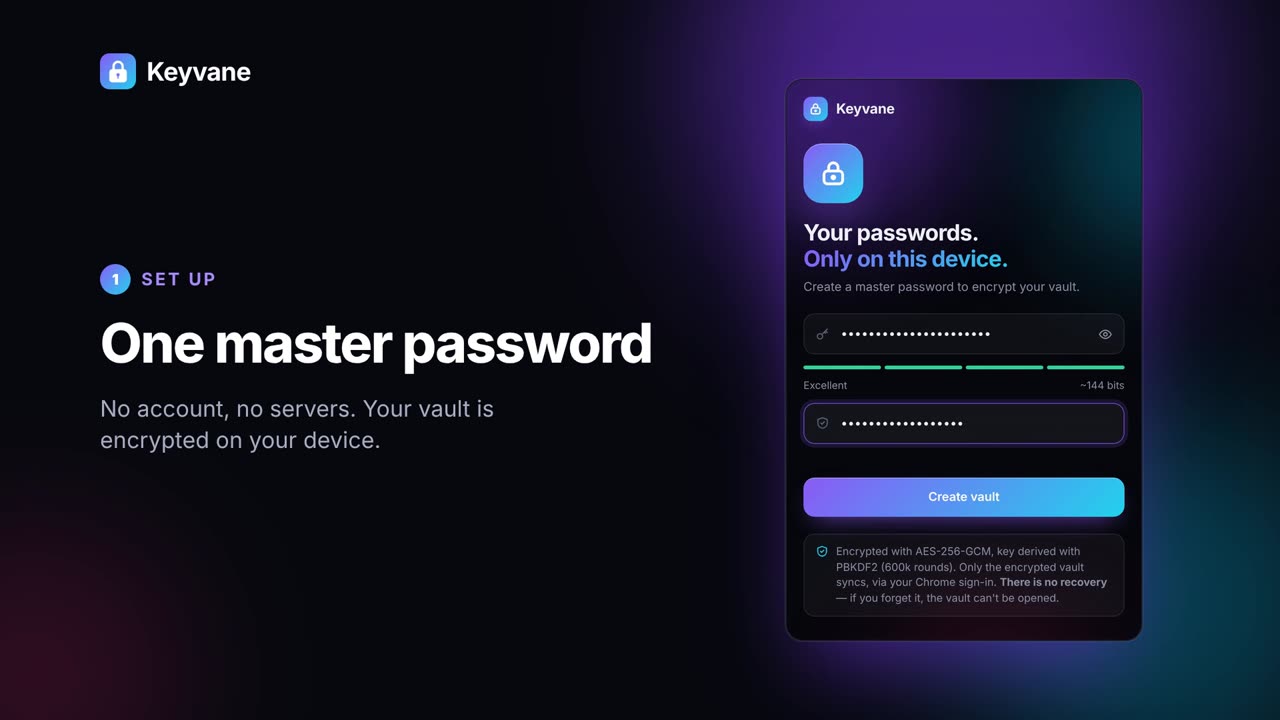 Keyvane
1 SET UP
One master password
No account, no servers. Your vault is
encrypted on your device.
Keyvane
Your passwords.
Only on this device.
Create a master password to encrypt your vault.
••••••••••••••••••••••
Excellent ~144 bits
••••••••••••••••••
Create vault
Encrypted with AES-256-GCM, key derived with
PBKDF2 (600k rounds). Only the encrypted vault
syncs, via your Chrome sign-in. There is no recovery
— if you forget it, the vault can't be opened.